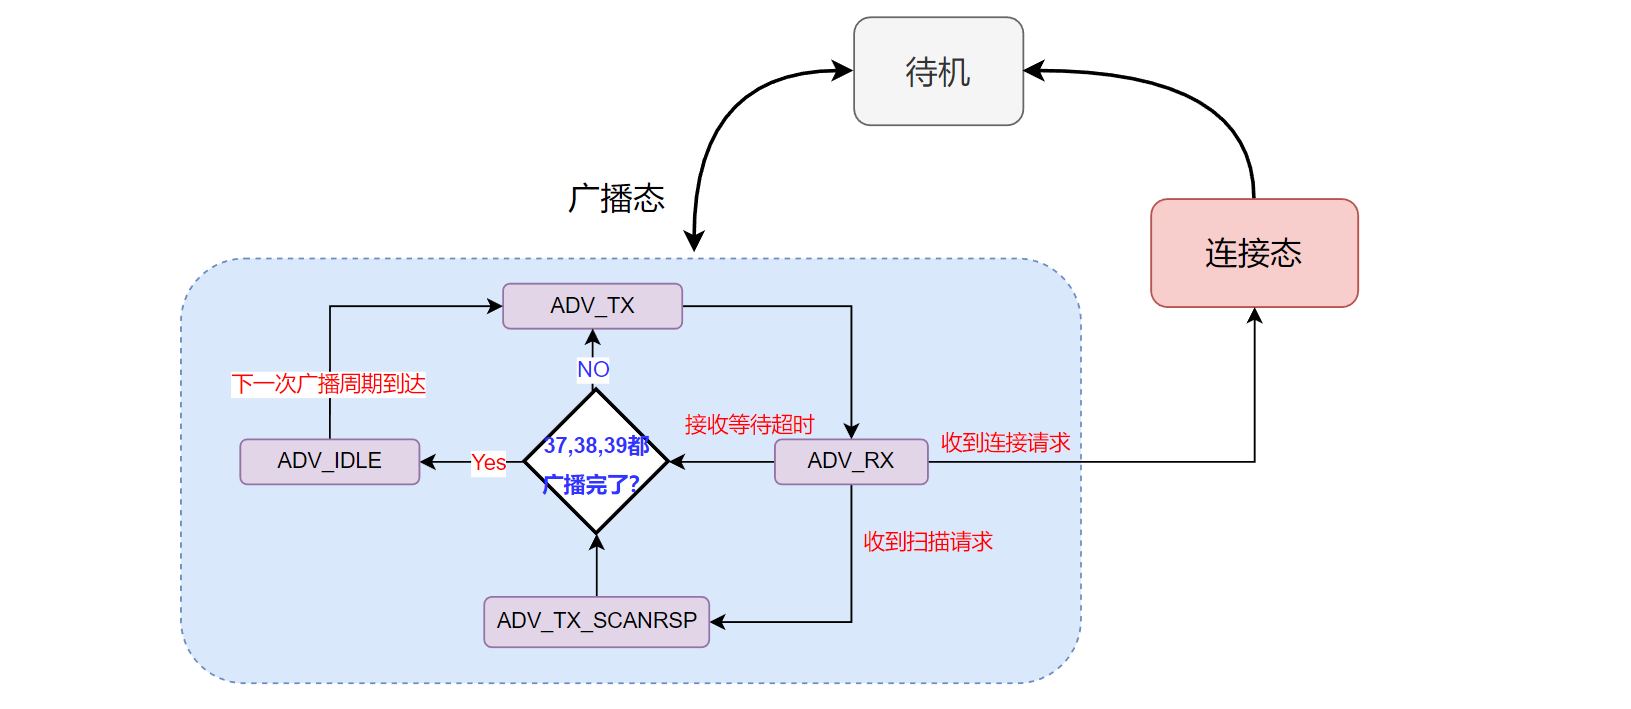 待机
广播态
连接态
ADV_TX
NO
下一次广播周期到达
接收等待超时
37,38,39都
广播完了?
收到连接请求
ADV_IDLE
Yes
ADV_RX
收到扫描请求
ADV_TX_SCANRSP